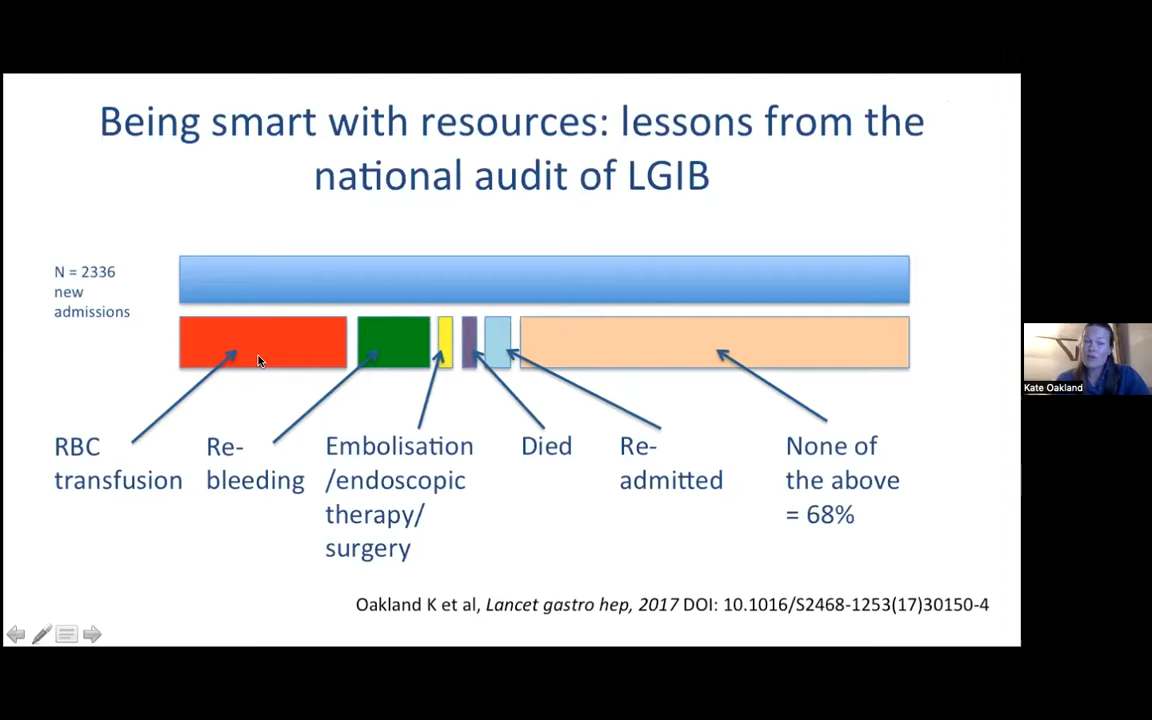 Being smart with resources: lessons from the
national audit of LGIB
N = 2336
new
admissions
RBC
transfusion
Re-
bleeding
Embolisation
/endoscopic
therapy/
surgery
Died
Re-
admitted
None of
the above
= 68%
Oakland K et al, Lancet gastro hep, 2017 DOI: 10.1016/S2468-1253(17)30150-4
Kate Oakland